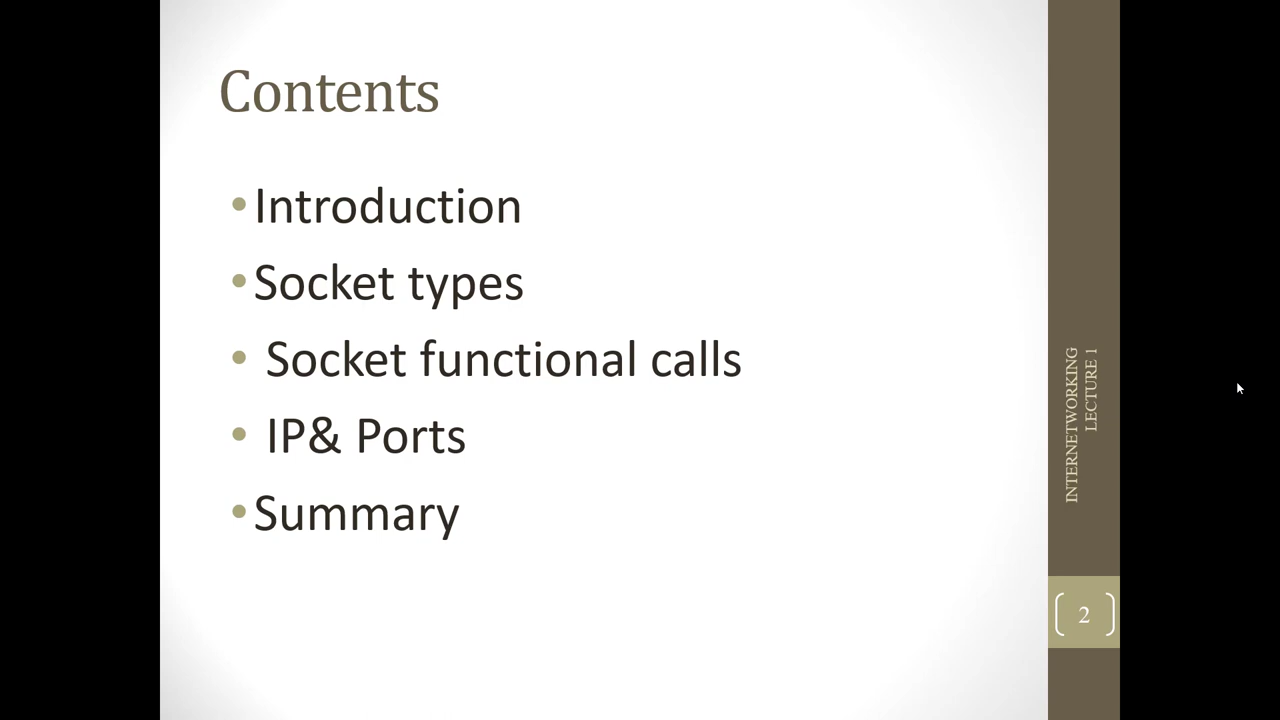 Contents
• Introduction
• Socket types
• Socket functional calls
• IP& Ports
• Summary
INTERNETWORKING
LECTURE 1
2